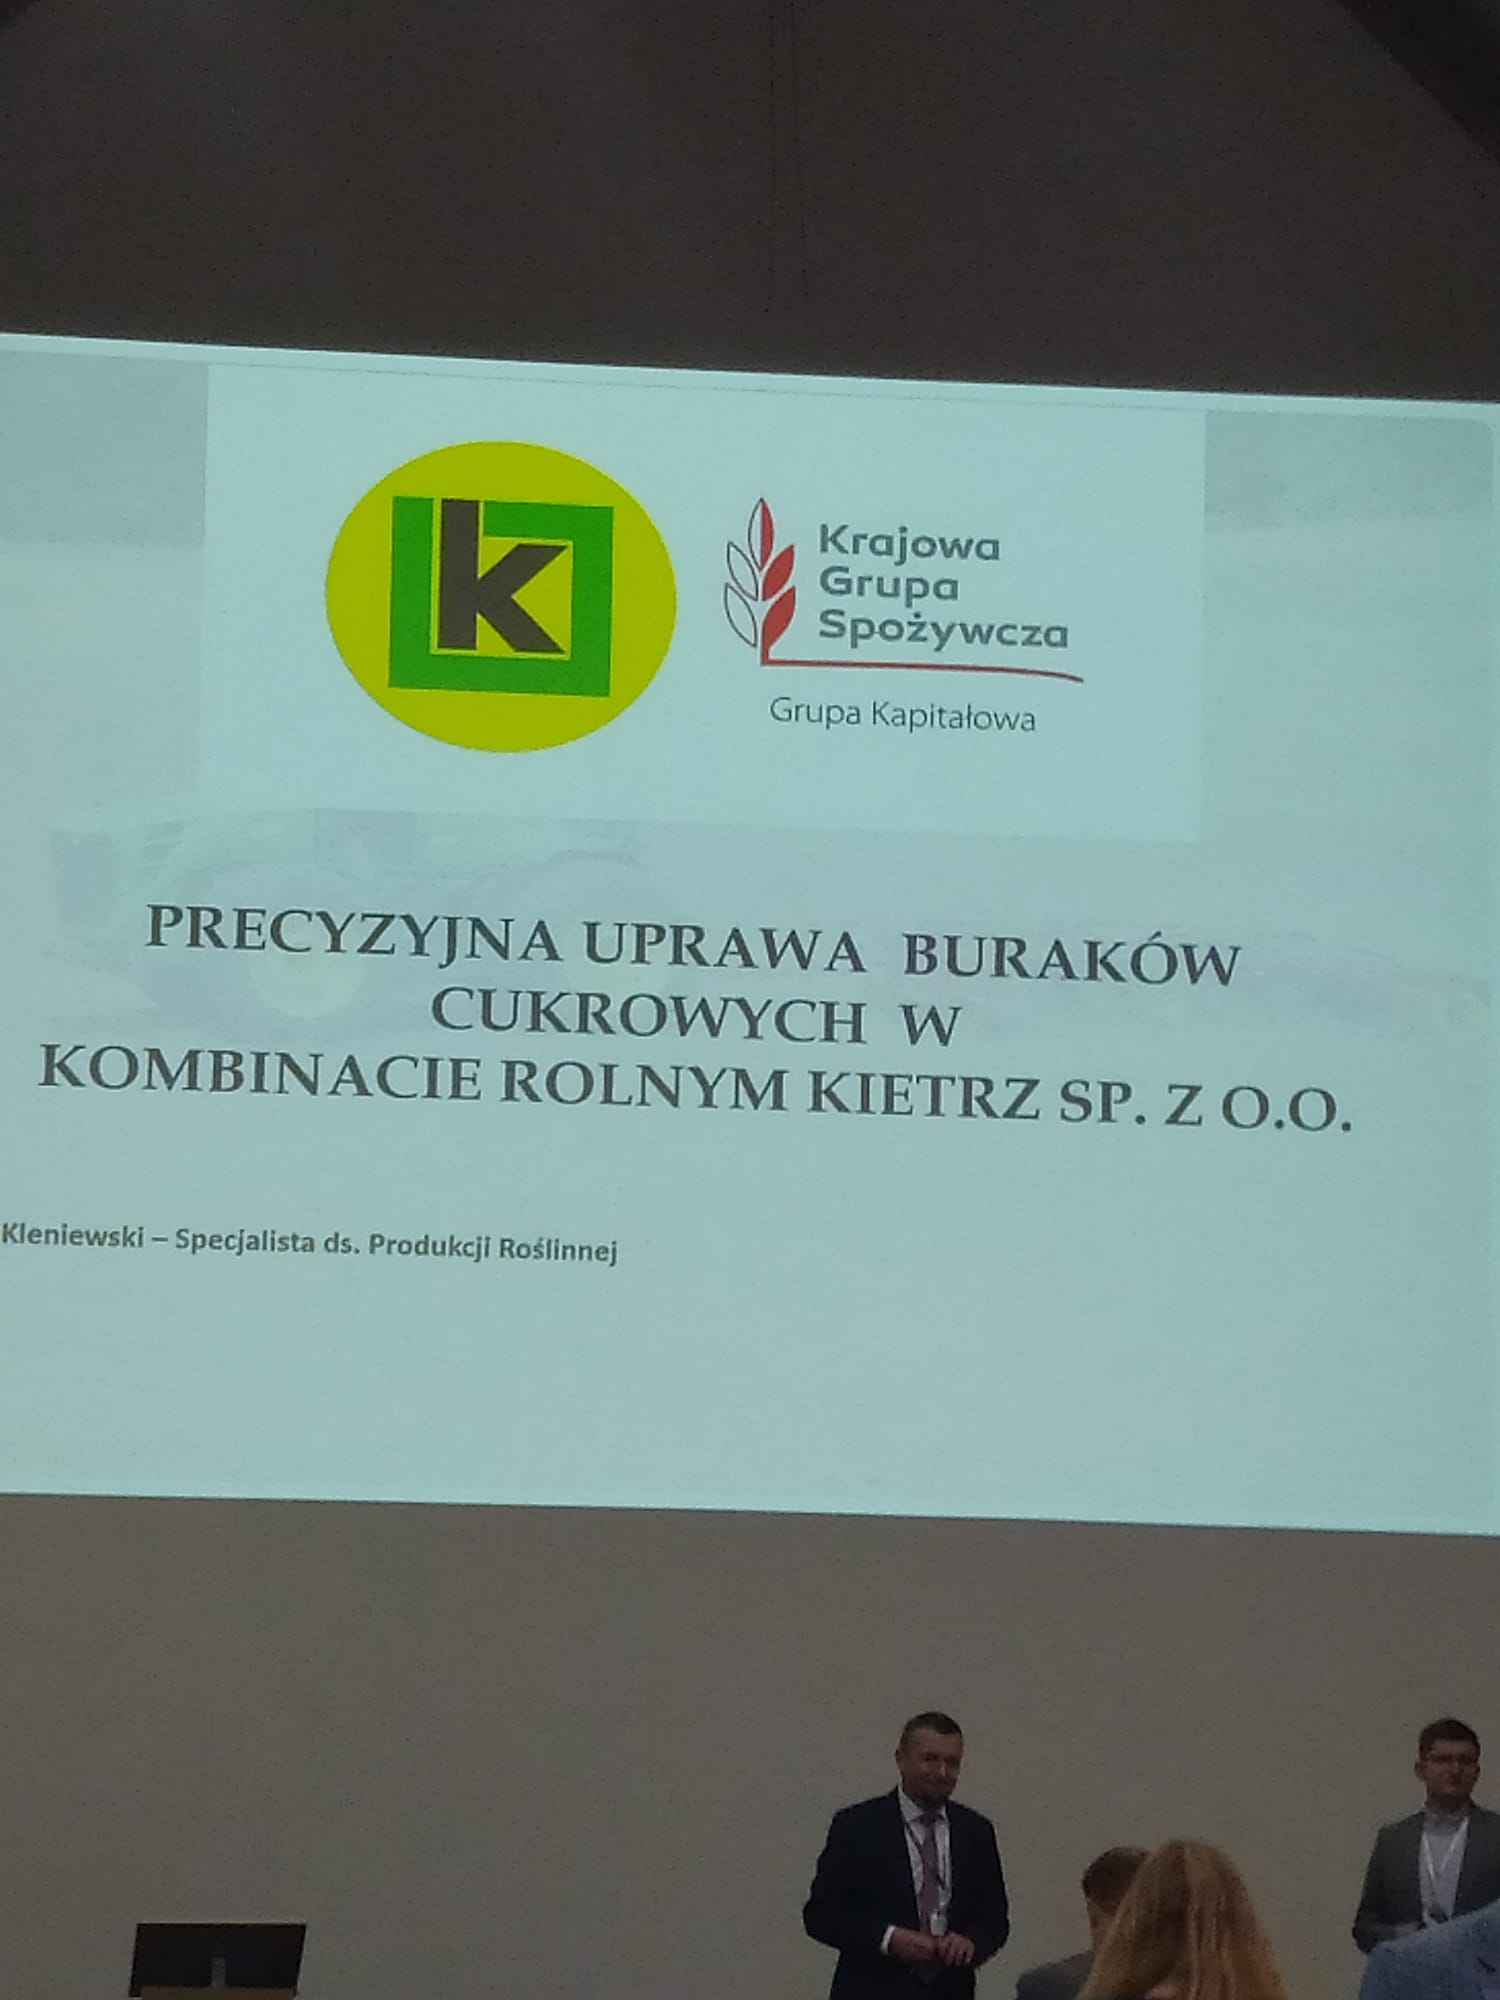 k
Krajowa
Grupa
Spożywcza
Grupa Kapitałowa
PRECYZYJNA UPRAWA BURAKÓW
CUKROWYCH W
KOMBINACIE ROLNYM KIETRZ SP. Z O.O.
Kleniewski – Specjalista ds. Produkcji Roślinnej